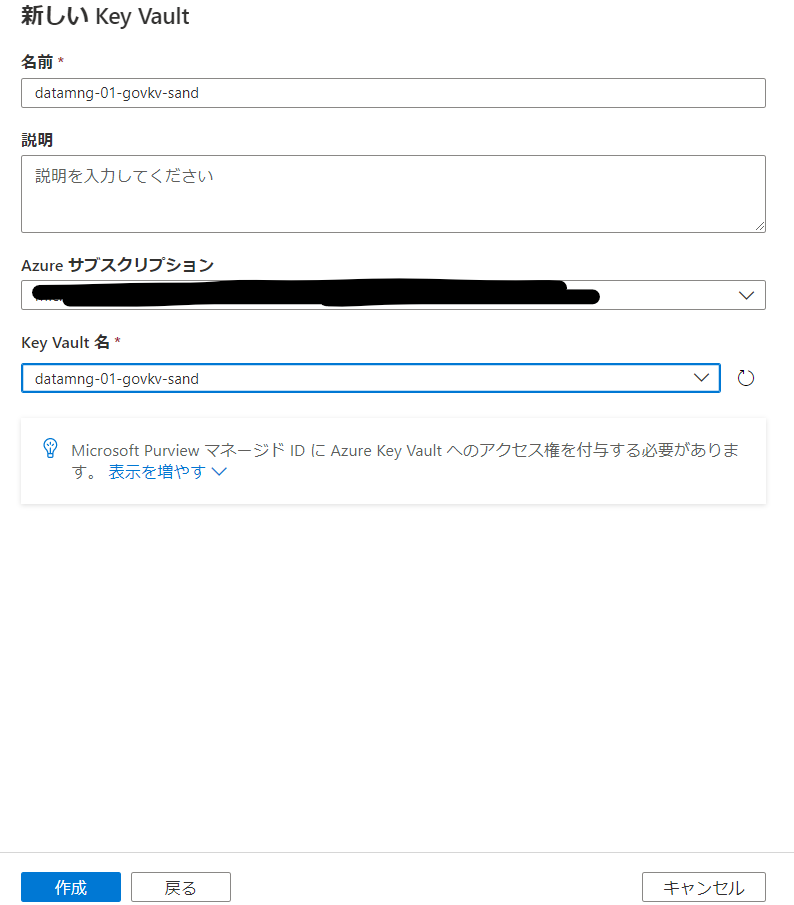 新しい Key Vault
名前 *
datamng-01-govkv-sand
説明
説明を入力してください
Azure サブスクリプション
Key Vault 名 *
datamng-01-govkv-sand
Microsoft Purview マネージド ID に Azure Key Vault へのアクセス権を付与する必要がありま
す。 表示を増やす
作成
戻る
キャンセル